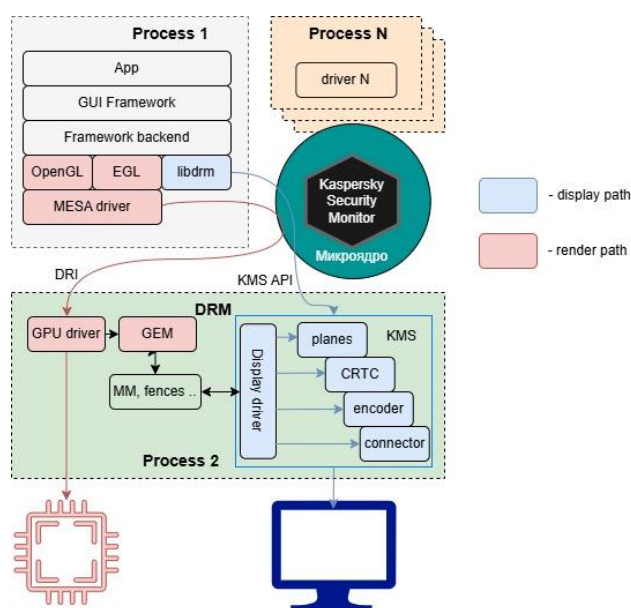 Process 1
App
GUI Framework
Framework backend
OpenGL
EGL
libdrm
MESA driver
Process N
driver N
Kaspersky
Security
Monitor
Микроядро
- display path
- render path
DRI
KMS API
DRM
GPU driver
GEM
MM, fences ..
Display driver
planes
KMS
CRTC
encoder
connector
Process 2